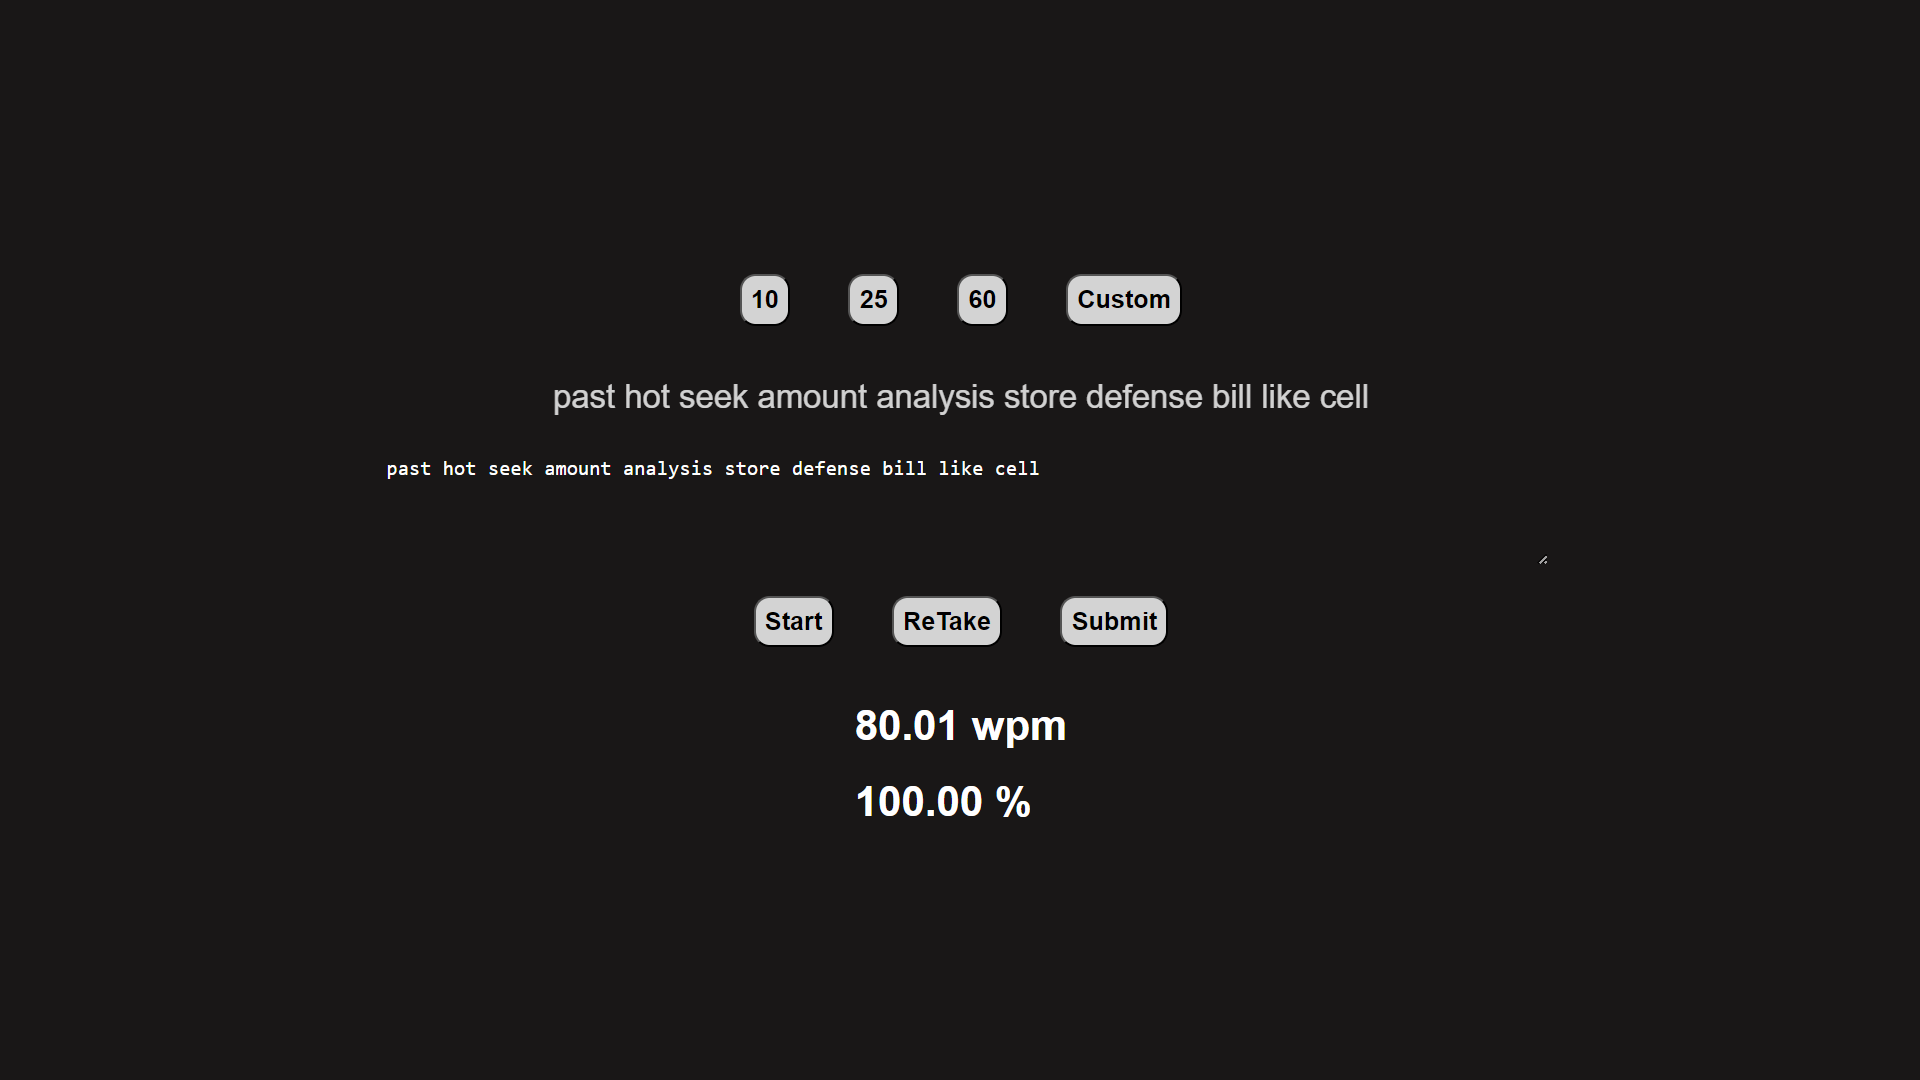 10 25 60 Custom
past hot seek amount analysis store defense bill like cell
past hot seek amount analysis store defense bill like cell
Start ReTake Submit
80.01 wpm
100.00 %